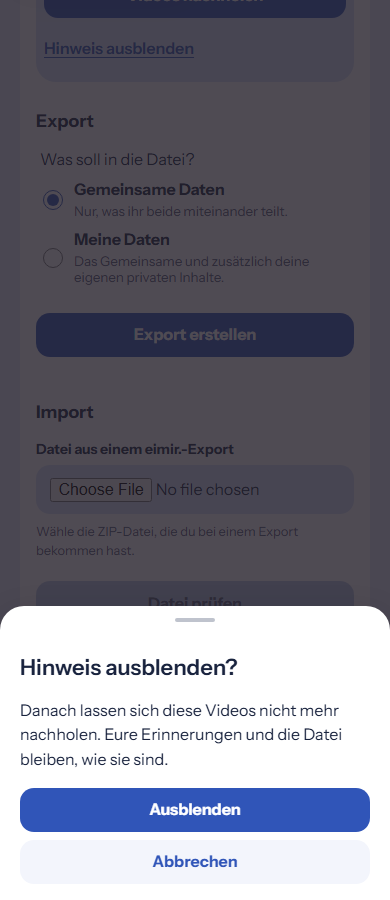 Videos nachholen
Hinweis ausblenden
Export
Was soll in die Datei?
Gemeinsame Daten
Nur, was ihr beide miteinander teilt.
Meine Daten
Das Gemeinsame und zusätzlich deine
eigenen privaten Inhalte.
Export erstellen
Import
Datei aus einem eimir.-Export
Choose File No file chosen
Wähle die ZIP-Datei, die du bei einem Export
bekommen hast.
Datei prüfen
Hinweis ausblenden?
Danach lassen sich diese Videos nicht mehr
nachholen. Eure Erinnerungen und die Datei
bleiben, wie sie sind.
Ausblenden
Abbrechen